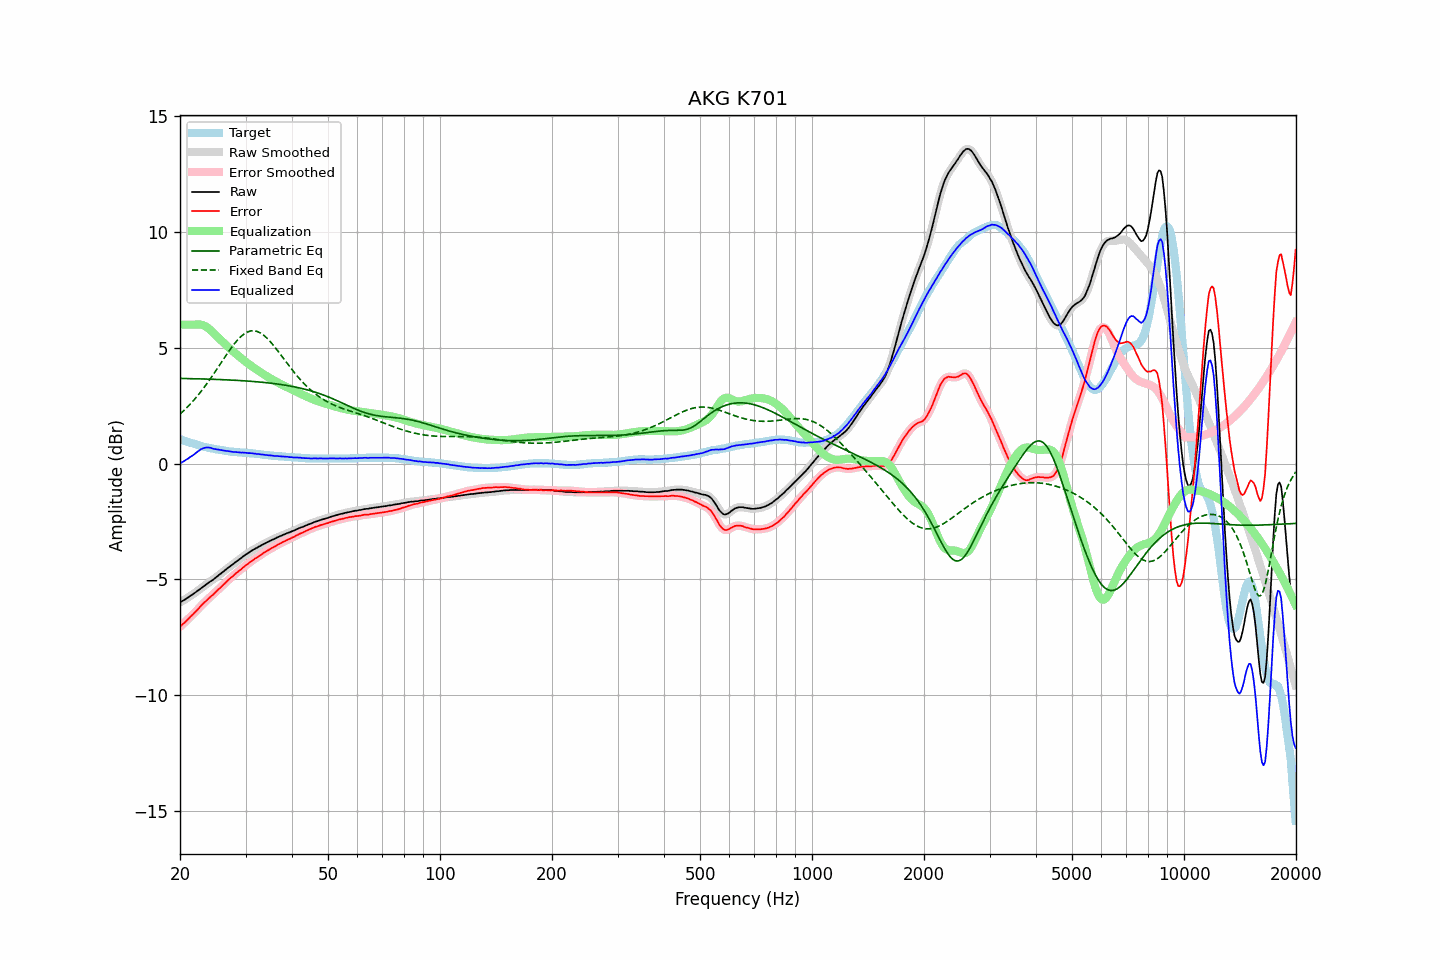 AKG K701
Target
Raw Smoothed
Error Smoothed
Raw
Error
Equalization
Parametric Eq
Fixed Band Eq
Equalized
15
10
5
0
−5
−10
−15
Amplitude (dBr)
20 50 100 200 500 1000 2000 5000 10000 20000
Frequency (Hz)